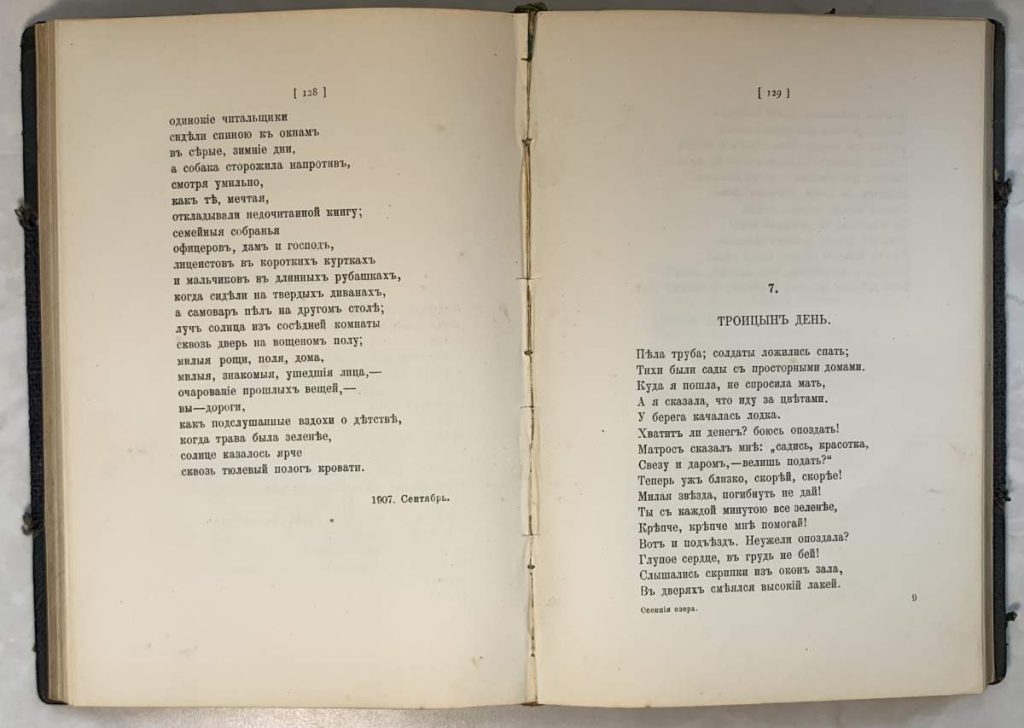 [ 128 ]
одинокіе читальщики
сидѣли спиною къ окнамъ
въ сѣрые, зимніе дни,
а собака сторожила напротивъ,
смотря умильно,
какъ тѣ, мечтая,
откладывали недочитанной книгу;
семейныя собранья
офицеровъ, дамъ и господъ,
лицеистовъ въ коротких курткахъ
и мальчиковъ въ длинныхъ рубашкахъ,
когда сидѣли на твердыхъ диванахъ,
а самоваръ пѣлъ на другомъ столѣ;
лучъ солнца изъ сосѣдней комнаты
сквозь дверь на вощеном полу;
милыя рощи, поля, дома,
милыя, знакомыя, ушедшія лица,—
очарованіе прошлыхъ вещей,—
вы—дороги,
какъ подслушанные вздохи о дѣтствѣ,
когда трава была зеленѣе,
солнце казалось ярче
сквозь тюлевый пологъ кровати.
1907. Сентябрь.
[ 129 ]
7.
ТРОИЦЫНЪ ДЕНЬ.
Пѣла труба; солдаты ложились спать;
Тихи были сады съ просторными домами.
Куда я пошла, не спросила мать,
А я сказала, что иду за цвѣтами.
У берега качалась лодка.
Хватитъ ли денегъ? боюсь опоздать!
Матросъ сказалъ мнѣ: „садись, красотка,
Свезу и даромъ,—велишь подать?“
Теперь ужъ близко, скорѣй, скорѣе!
Милая звѣзда, погибнуть не дай!
Ты съ каждой минутою все зеленѣе,
Крѣпче, крѣпче мнѣ помогай!
Вотъ и подъѣздъ. Неужели опоздала?
Глупое сердце, въ грудь не бей!
Слышались скрипки изъ оконъ зала,
Въ дверяхъ смѣялся высокій лакей.
Осеннія озера.
9